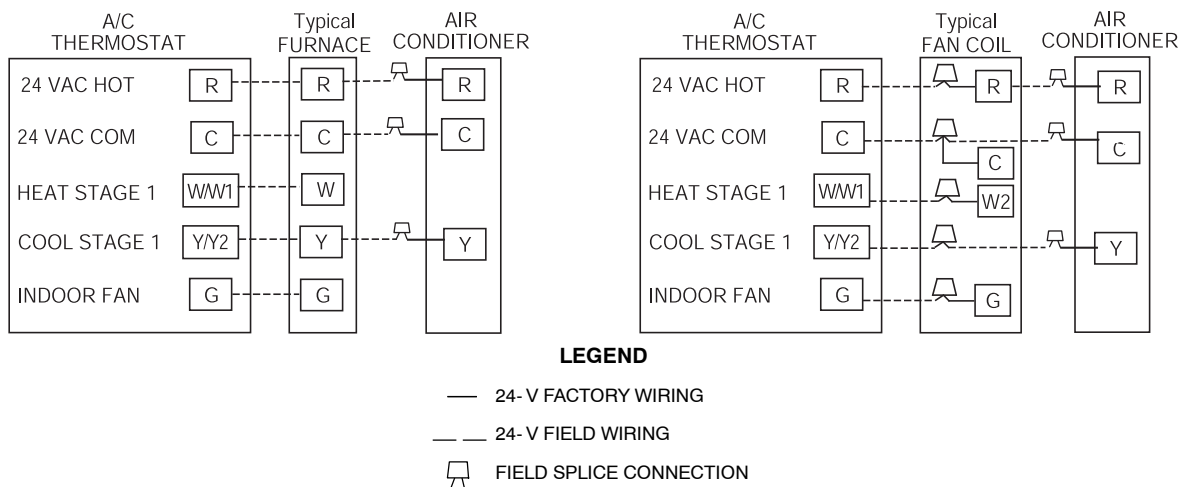 A/C
THERMOSTAT
Typical
FURNACE
AIR
CONDITIONER
24 VAC HOT R R R
24 VAC COM C C C
HEAT STAGE 1 W/W1 W
COOL STAGE 1 Y/Y2 Y Y
INDOOR FAN G G
A/C
THERMOSTAT
Typical
FAN COIL
AIR
CONDITIONER
24 VAC HOT R R R
24 VAC COM C C C
HEAT STAGE 1 W/W1 W2
COOL STAGE 1 Y/Y2 Y
INDOOR FAN G G
LEGEND
24- V FACTORY WIRING
24- V FIELD WIRING
FIELD SPLICE CONNECTION